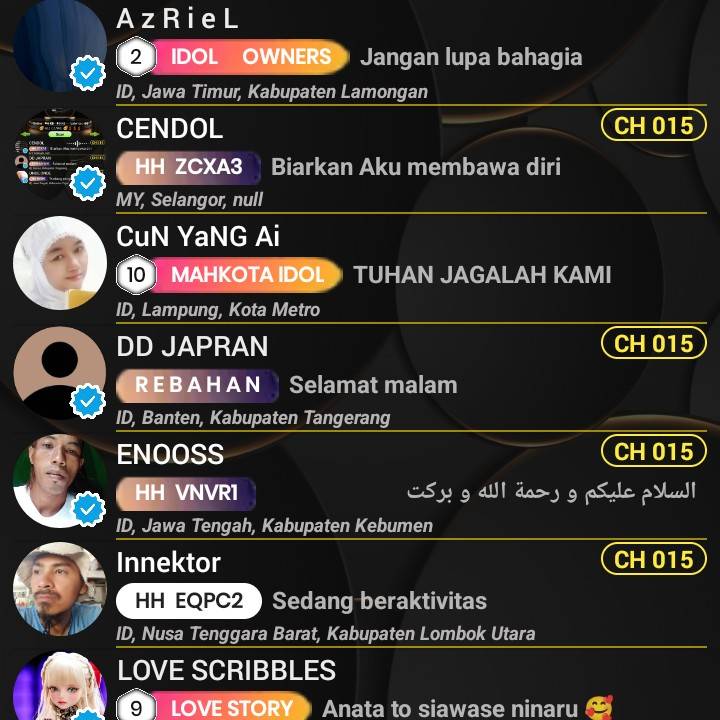 AzRieL
2 IDOL OWNERS Jangan lupa bahagia
ID, Jawa Timur, Kabupaten Lamongan
CENDOL CH 015
HH ZCXA3 Biarkan Aku membawa diri
MY, Selangor, null
CuN YaNG Ai
10 MAHKOTA IDOL TUHAN JAGALAH KAMI
ID, Lampung, Kota Metro
DD JAPRAN CH 015
REBAHAN Selamat malam
ID, Banten, Kabupaten Tangerang
ENOOSS CH 015
HH VNVR1 السلام عليكم و رحمة الله و بركت
ID, Jawa Tengah, Kabupaten Kebumen
Innektor CH 015
HH EQPC2 Sedang beraktivitas
ID, Nusa Tenggara Barat, Kabupaten Lombok Utara
LOVE SCRIBBLES
9 LOVE STORY Anata to siawase ninaru 🥰